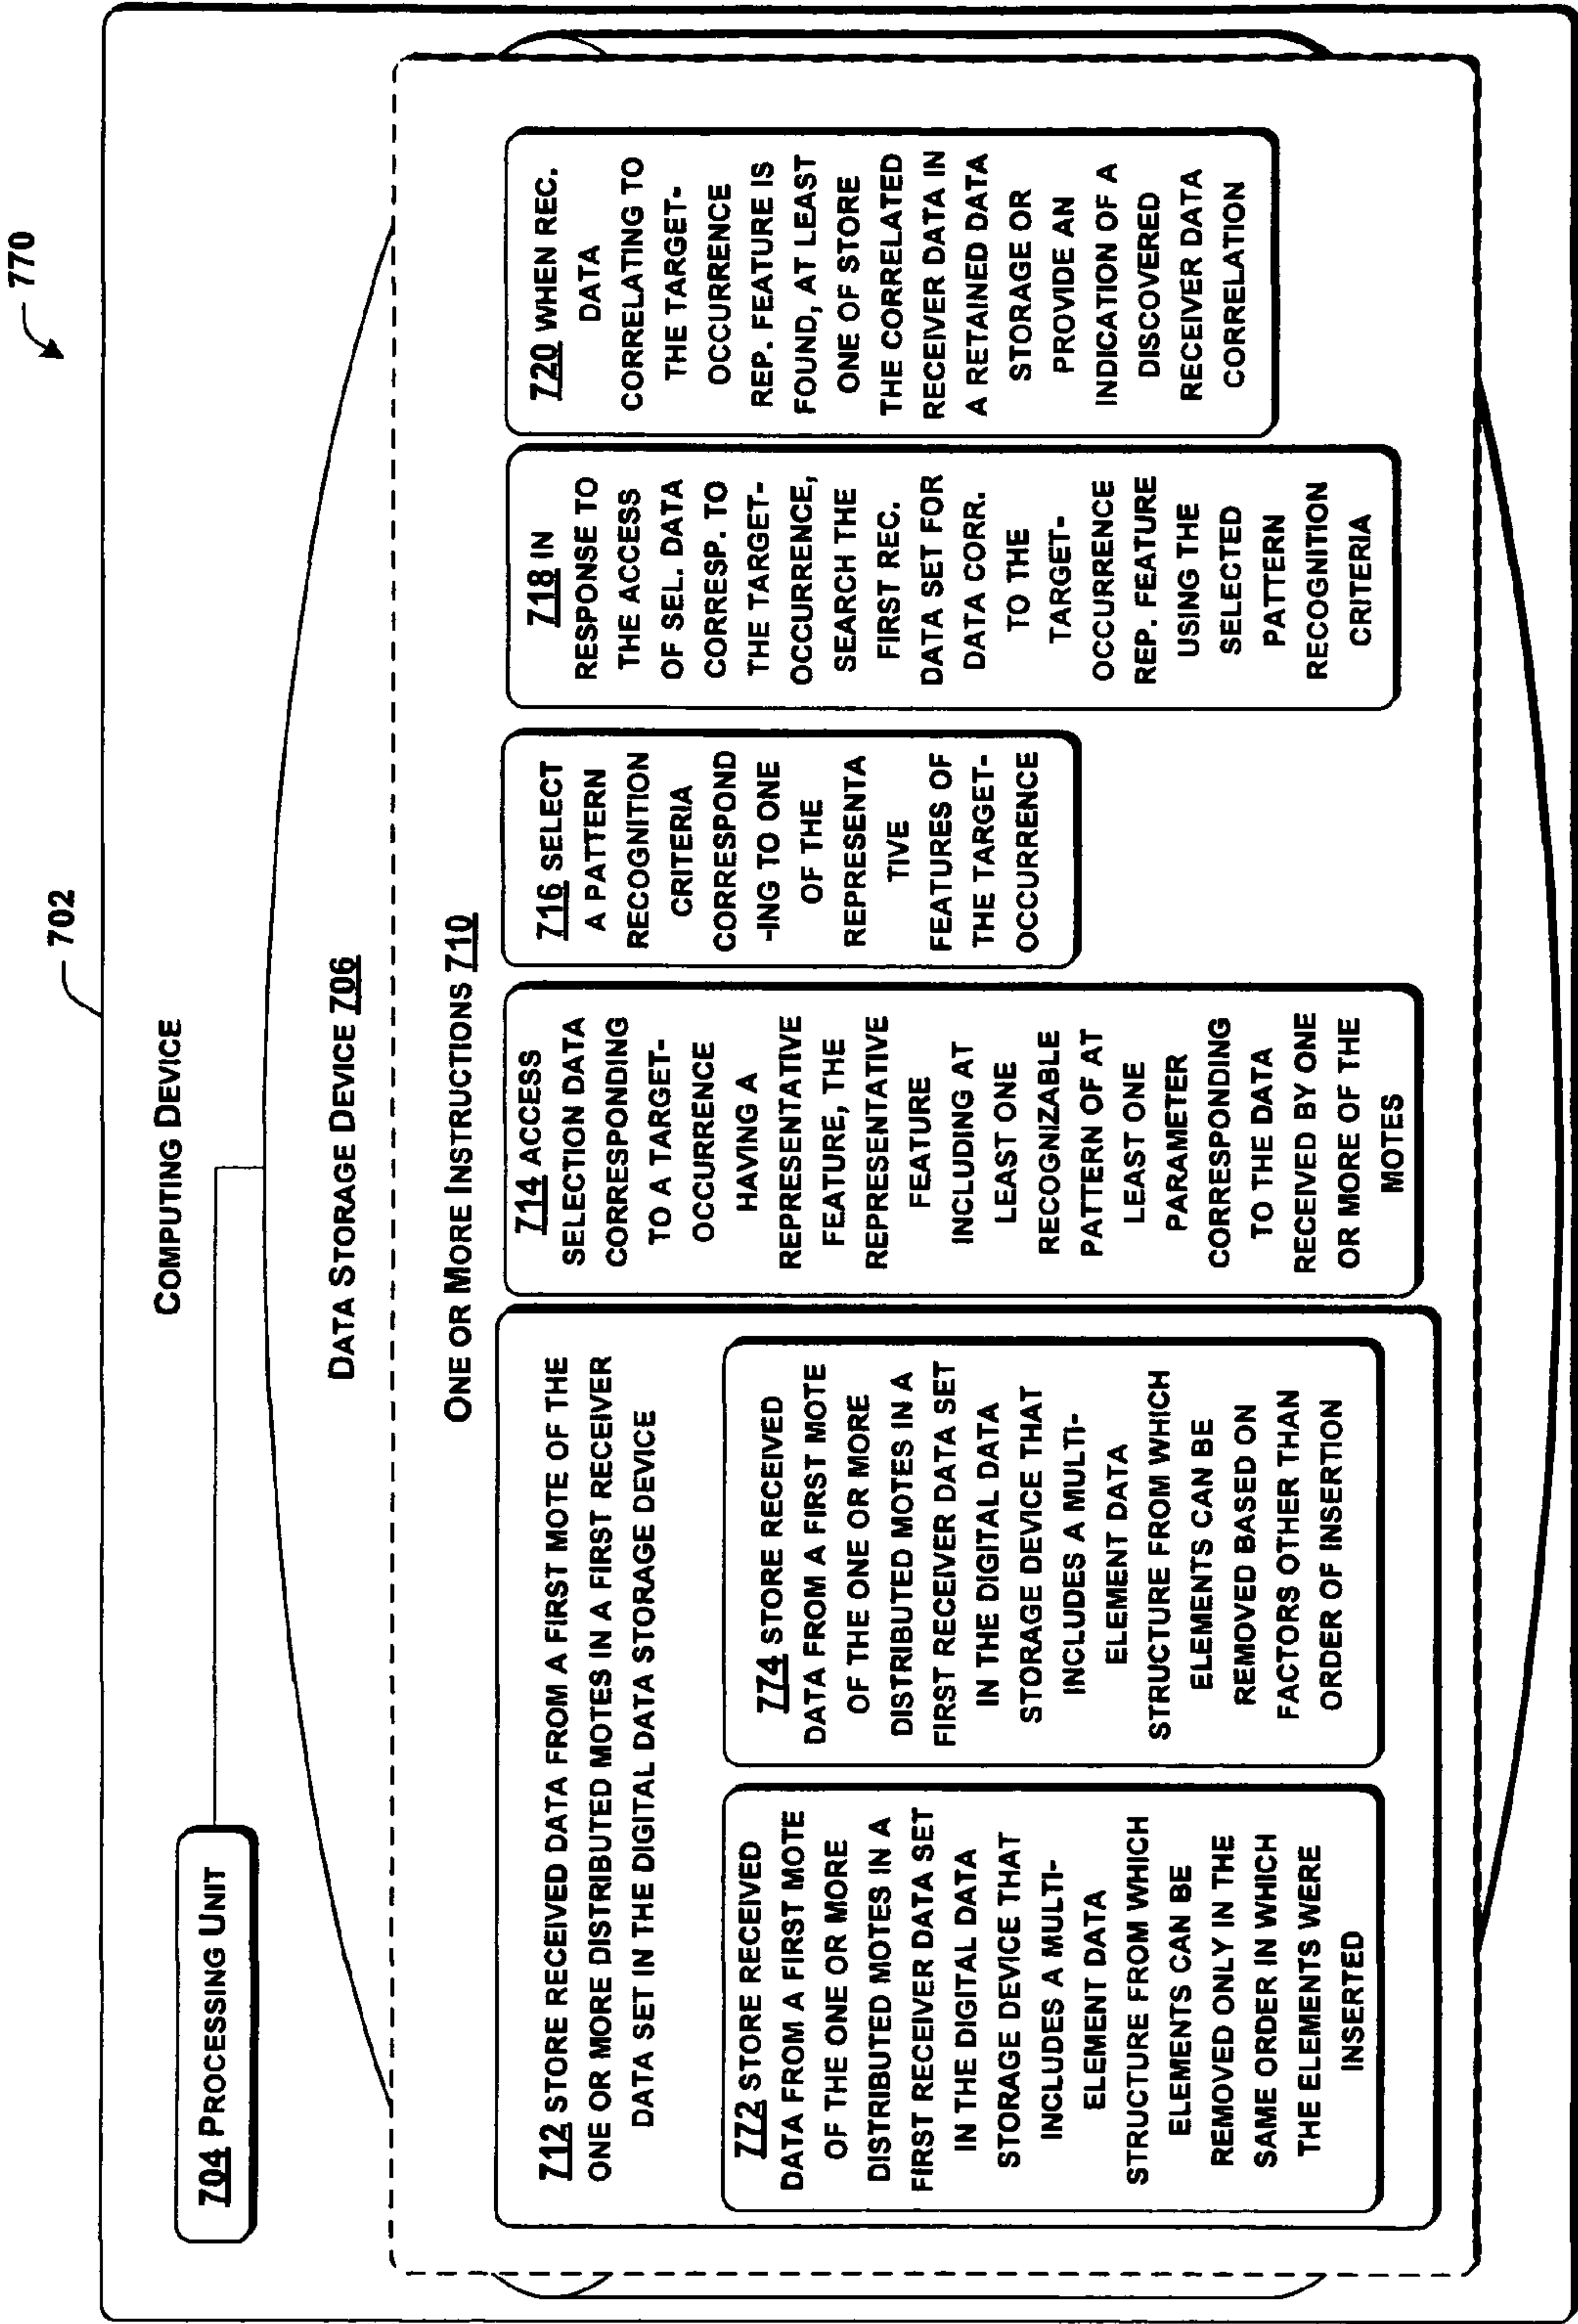 770
702
COMPUTING DEVICE
704 PROCESSING UNIT
DATA STORAGE DEVICE 706
ONE OR MORE INSTRUCTIONS 710
712 STORE RECEIVED DATA FROM A FIRST MOTE OF THE
ONE OR MORE DISTRIBUTED MOTES IN A FIRST RECEIVER
DATA SET IN THE DIGITAL DATA STORAGE DEVICE
772 STORE RECEIVED
DATA FROM A FIRST MOTE
OF THE ONE OR MORE
DISTRIBUTED MOTES IN A
FIRST RECEIVER DATA SET
IN THE DIGITAL DATA
STORAGE DEVICE THAT
INCLUDES A MULTI-
ELEMENT DATA
STRUCTURE FROM WHICH
ELEMENTS CAN BE
REMOVED ONLY IN THE
SAME ORDER IN WHICH
THE ELEMENTS WERE
INSERTED
774 STORE RECEIVED
DATA FROM A FIRST MOTE
OF THE ONE OR MORE
DISTRIBUTED MOTES IN A
FIRST RECEIVER DATA SET
IN THE DIGITAL DATA
STORAGE DEVICE THAT
INCLUDES A MULTI-
ELEMENT DATA
STRUCTURE FROM WHICH
ELEMENTS CAN BE
REMOVED BASED ON
FACTORS OTHER THAN
ORDER OF INSERTION
714 ACCESS
SELECTION DATA
CORRESPONDING
TO A TARGET-
OCCURRENCE
HAVING A
REPRESENTATIVE
FEATURE, THE
REPRESENTATIVE
FEATURE
INCLUDING AT
LEAST ONE
RECOGNIZABLE
PATTERN OF AT
LEAST ONE
PARAMETER
CORRESPONDING
TO THE DATA
RECEIVED BY ONE
OR MORE OF THE
MOTES
716 SELECT
A PATTERN
RECOGNITION
CRITERIA
CORRESPOND
-ING TO ONE
OF THE
REPRESENTA
TIVE
FEATURES OF
THE TARGET-
OCCURRENCE
718 IN
RESPONSE TO
THE ACCESS
OF SEL. DATA
CORRESP. TO
THE TARGET-
OCCURRENCE,
SEARCH THE
FIRST REC.
DATA SET FOR
DATA CORR.
TO THE
TARGET-
OCCURRENCE
REP. FEATURE
USING THE
SELECTED
PATTERN
RECOGNITION
CRITERIA
720 WHEN REC.
DATA
CORRELATING TO
THE TARGET-
OCCURRENCE
REP. FEATURE IS
FOUND, AT LEAST
ONE OF STORE
THE CORRELATED
RECEIVER DATA IN
A RETAINED DATA
STORAGE OR
PROVIDE AN
INDICATION OF A
DISCOVERED
RECEIVER DATA
CORRELATION